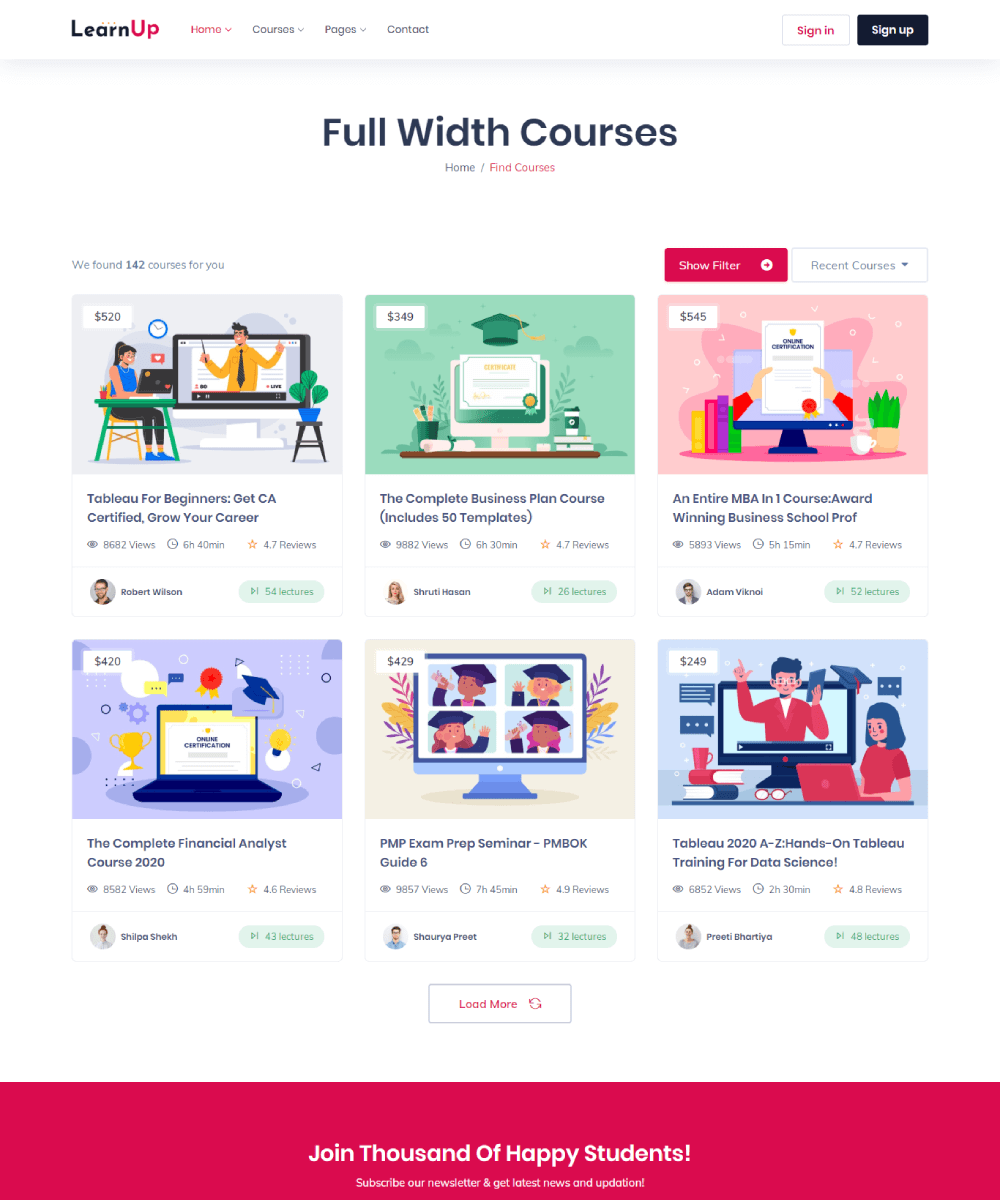 LearnUp Home Courses Pages Contact Sign in Sign up
Full Width Courses
Home / Find Courses
We found 142 courses for you Show Filter Recent Courses
$520 $349 $545
BD LIVE
CERTIFICATE
ONLINE
CERTIFICATION
Tableau For Beginners: Get CA
Certified, Grow Your Career
8682 Views 6h 40min 4.7 Reviews
Robert Wilson 54 lectures
The Complete Business Plan Course
(Includes 50 Templates)
9882 Views 6h 30min 4.7 Reviews
Shruti Hasan 26 lectures
An Entire MBA In 1 Course:Award
Winning Business School Prof
5893 Views 5h 15min 4.7 Reviews
Adam Viknoi 52 lectures
$420 $429 $249
ONLINE
CERTIFICATION
The Complete Financial Analyst
Course 2020
8582 Views 4h 59min 4.6 Reviews
Shilpa Shekh 43 lectures
PMP Exam Prep Seminar - PMBOK
Guide 6
9857 Views 7h 45min 4.9 Reviews
Shaurya Preet 32 lectures
Tableau 2020 A-Z:Hands-On Tableau
Training For Data Science!
6852 Views 2h 30min 4.8 Reviews
Preeti Bhartiya 48 lectures
Load More
Join Thousand Of Happy Students!
Subscribe our newsletter & get latest news and updation!